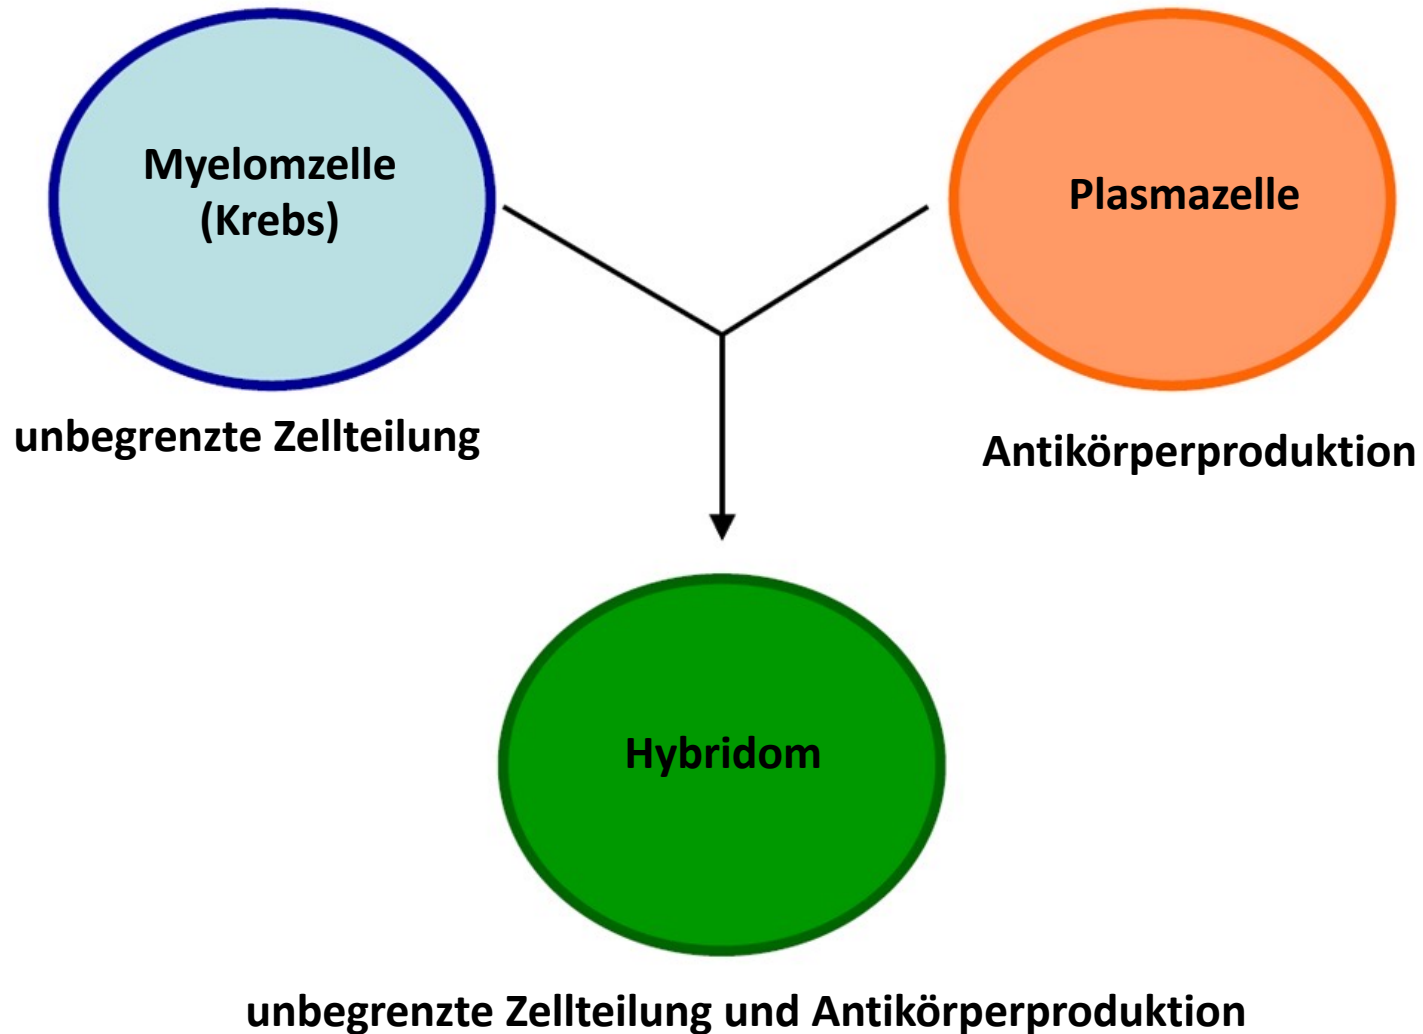 Myelomzelle
(Krebs)
Plasmazelle
unbegrenzte Zellteilung
Antikörperproduktion
Hybridom
unbegrenzte Zellteilung und Antikörperproduktion